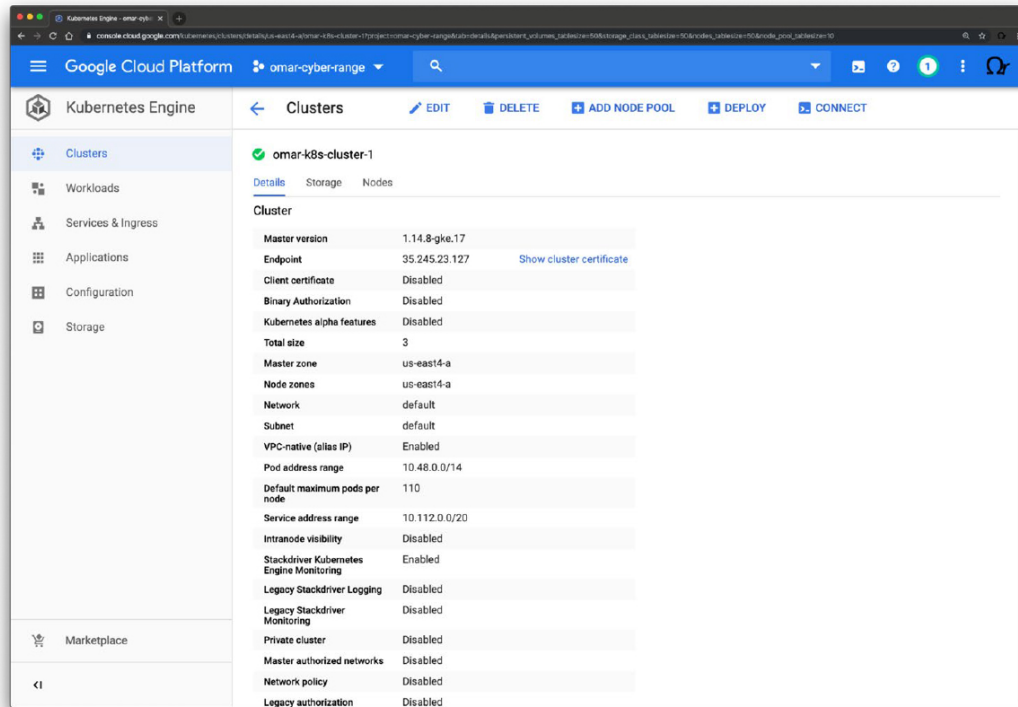 Kubernetes Engine - omar-cyber
console.cloud.google.com/kubernetes/clusters/details/us-east4-a/omar-k8s-cluster-1?project=omar-cyber-range&tab=details&persistent_volumes_tablesize=50&storage_class_tablesize=50&nodes_tablesize=50&node_pool_tablesize=10
Google Cloud Platform omar-cyber-range 1
Kubernetes Engine
Clusters EDIT DELETE ADD NODE POOL DEPLOY CONNECT
Clusters
Workloads
Services & Ingress
Applications
Configuration
Storage
Marketplace
omar-k8s-cluster-1
Details Storage Nodes
Cluster
Master version 1.14.8-gke.17
Endpoint 35.245.23.127 Show cluster certificate
Client certificate Disabled
Binary Authorization Disabled
Kubernetes alpha features Disabled
Total size 3
Master zone us-east4-a
Node zones us-east4-a
Network default
Subnet default
VPC-native (alias IP) Enabled
Pod address range 10.48.0.0/14
Default maximum pods per 110
node
Service address range 10.112.0.0/20
Intranode visibility Disabled
Stackdriver Kubernetes Enabled
Engine Monitoring
Legacy Stackdriver Logging Disabled
Legacy Stackdriver Disabled
Monitoring
Private cluster Disabled
Master authorized networks Disabled
Network policy Disabled
Legacy authorization Disabled